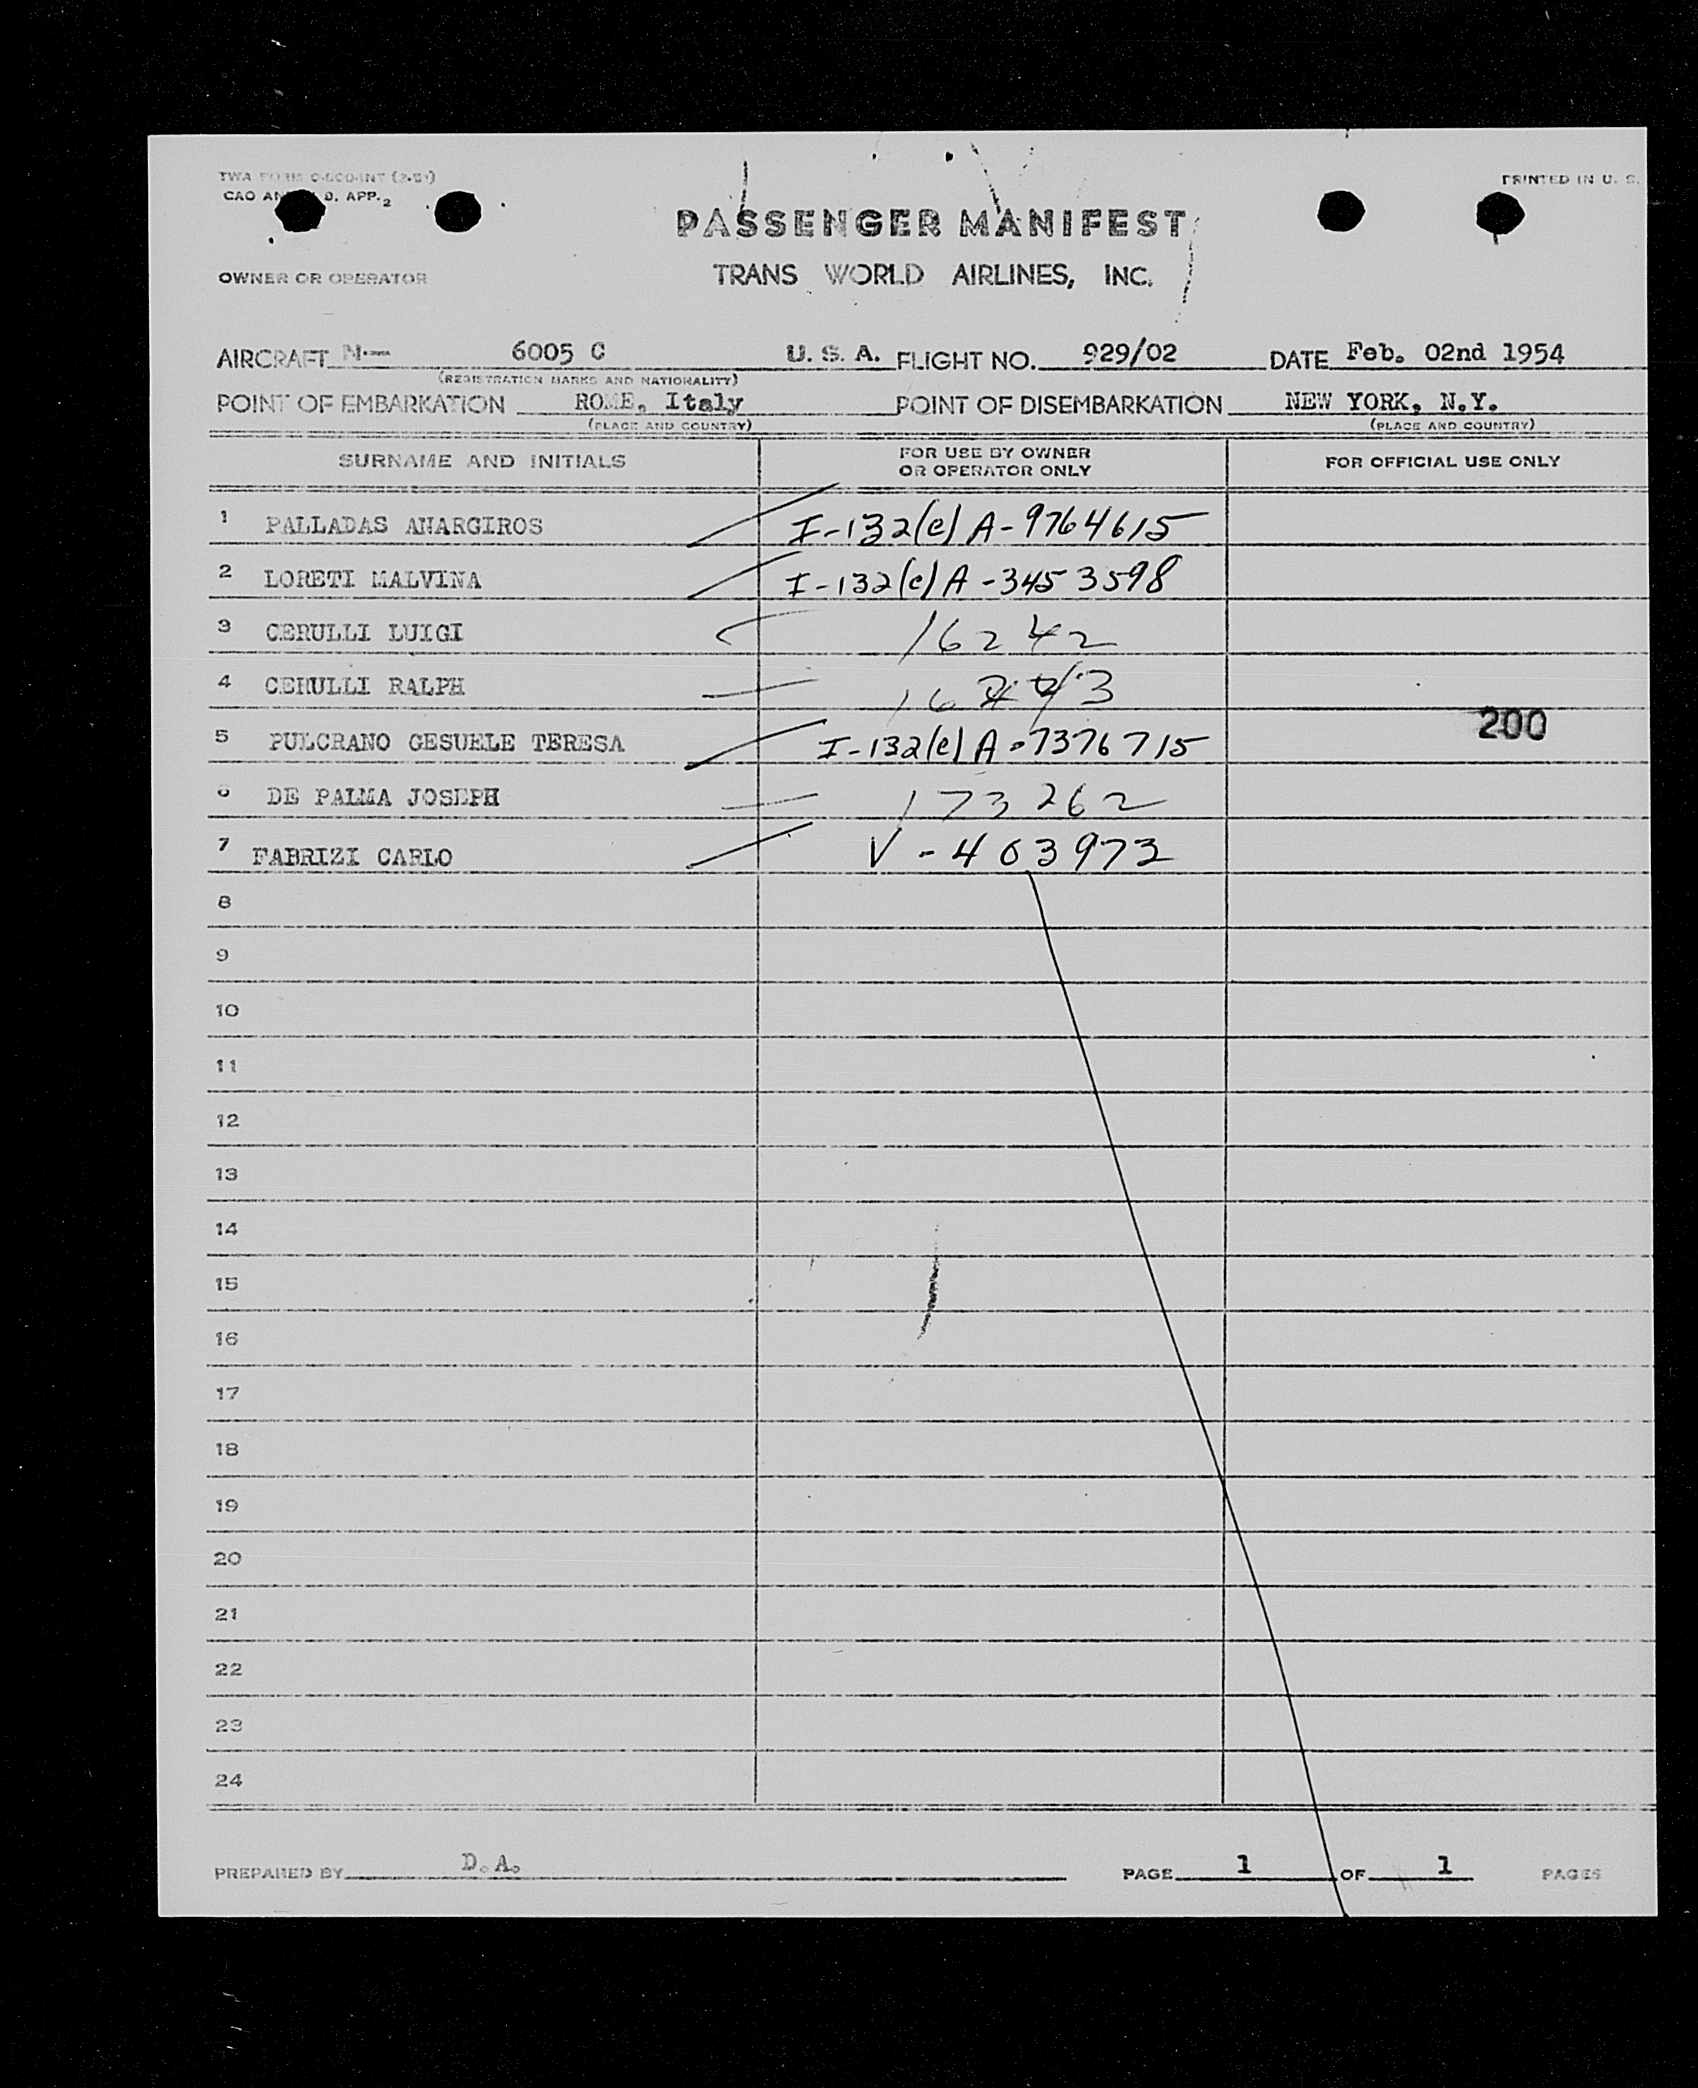 TWA FORM
CAO AN D. APP. 2
PRINTED IN U. S.
PASSENGER MANIFEST
TRANS WORLD AIRLINES, INC.
OWNER OR OPERATOR
AIRCRAFT N-- 6005 C U. S. A. FLIGHT NO. 929/02 DATE Feb. 02nd 1954
(REGISTRATION MARKS AND NATIONALITY)
POINT OF EMBARKATION ROME, Italy POINT OF DISEMBARKATION NEW YORK, N.Y.
(PLACE AND COUNTRY) (PLACE AND COUNTRY)
SURNAME AND INITIALS FOR USE BY OWNER OR OPERATOR ONLY FOR OFFICIAL USE ONLY
1 PALLADAS ANARGIROS I-132(e) A-9764615
2 LORETI MALVINA I-132(e) A-3453598
3 CERULLI LUIGI 16242
4 CERULLI RALPH
200
5 PULCRANO GESUELE TERESA I-132(e) A-7376715
6 DE PALMA JOSEPH 173262
7 FABRIZI CARLO V-403973
8
9
10
11
12
13
14
15
16
17
18
19
20
21
22
23
24
PREPARED BY D. A. PAGE 1 OF 1 PAGES